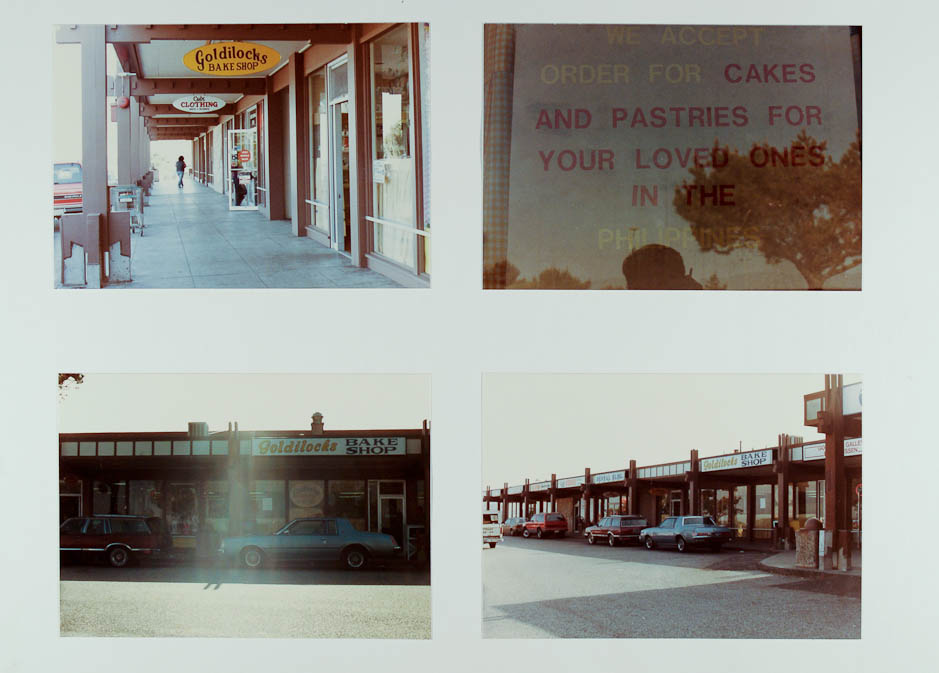 Goldilocks
BAKE SHOP
CLOTHING
WE ACCEPT
ORDER FOR CAKES
AND PASTRIES FOR
YOUR LOVED ONES
IN THE
PHILIPPINES
Goldilocks BAKE
SHOP
Goldilocks BAKE
SHOP